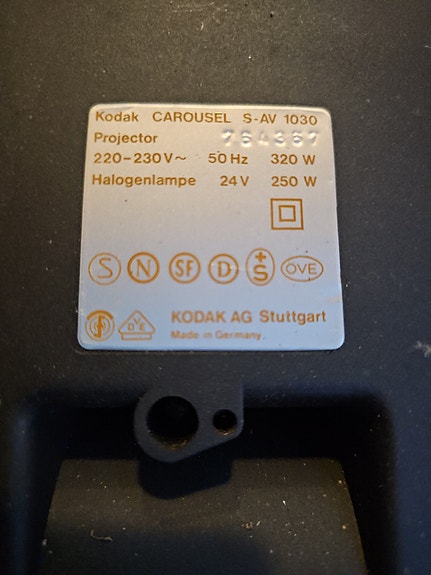 Kodak CAROUSEL S-AV 1030
Projector 764367
220-230V~ 50Hz 320 W
Halogenlampe 24V 250 W
S N SF D +S ÖVE
VDE KODAK AG Stuttgart
Made in Germany